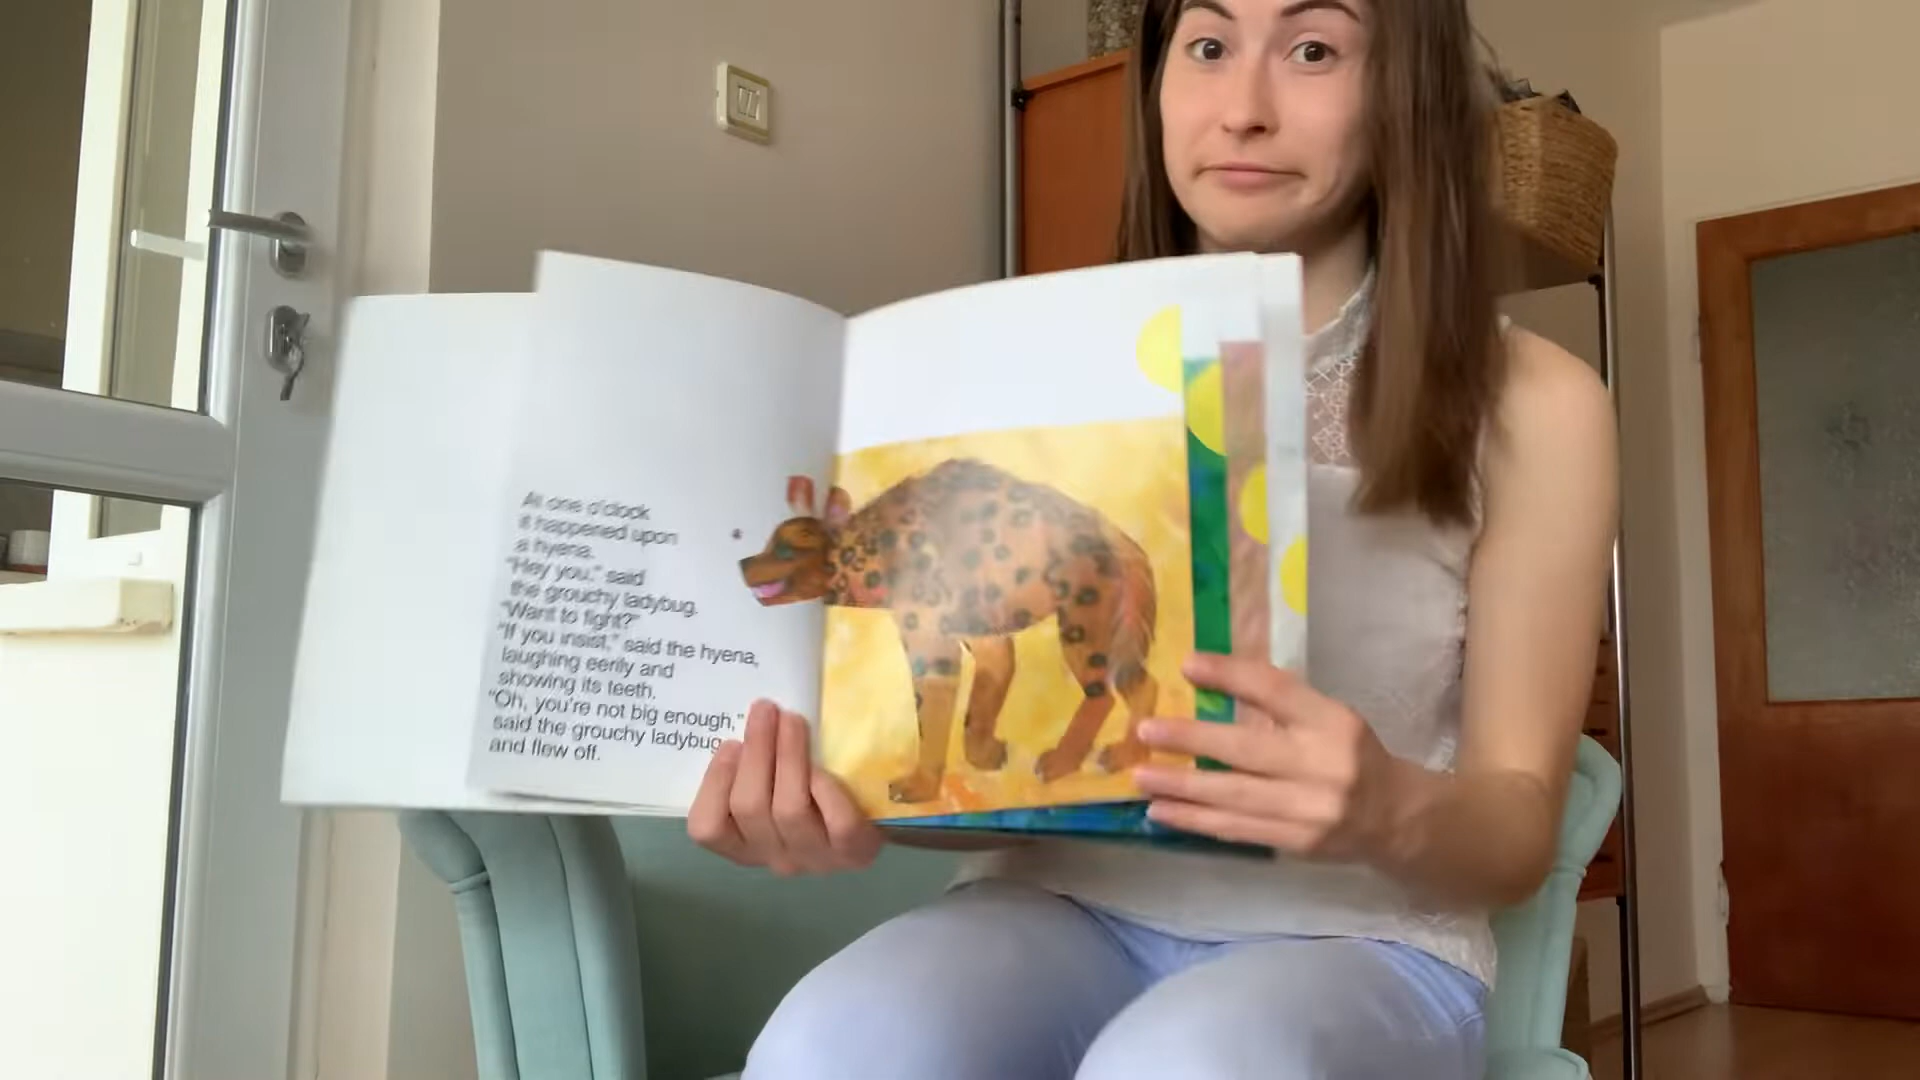 At one o'clock
it happened upon
a hyena.
"Hey you," said
the grouchy ladybug.
"Want to fight?"
"If you insist," said the hyena,
laughing eerily and
showing its teeth.
"Oh, you're not big enough,"
said the grouchy ladybug
and flew off.